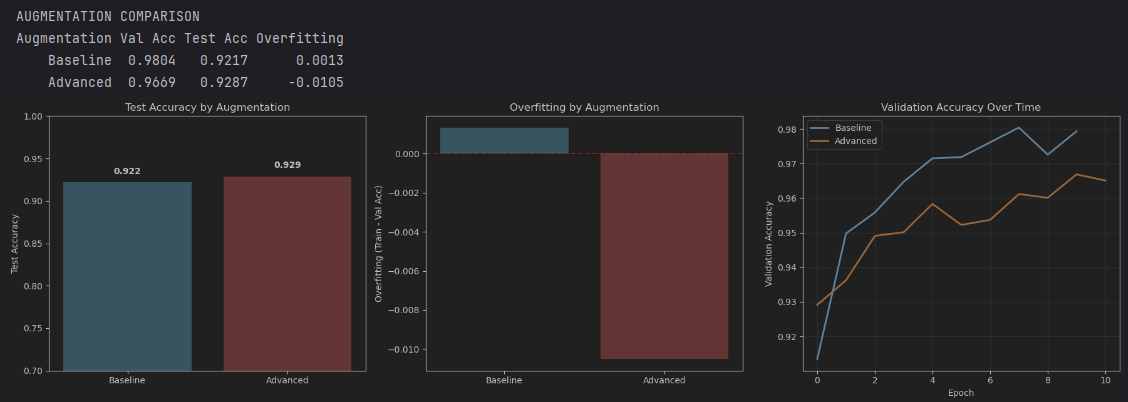 AUGMENTATION COMPARISON
Augmentation Val Acc Test Acc Overfitting
Baseline 0.9804 0.9217 0.0013
Advanced 0.9669 0.9287 -0.0105
Test Accuracy by Augmentation
1.00
0.95
0.90
0.85
0.80
0.75
0.70
Test Accuracy
0.922
0.929
Baseline
Advanced
Overfitting by Augmentation
0.000
−0.002
−0.004
−0.006
−0.008
−0.010
Overfitting (Train - Val Acc)
Baseline
Advanced
Validation Accuracy Over Time
Baseline
Advanced
0.98
0.97
0.96
0.95
0.94
0.93
0.92
Validation Accuracy
0
2
4
6
8
10
Epoch